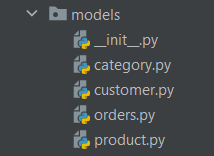 models
__init__.py
category.py
customer.py
orders.py
product.py